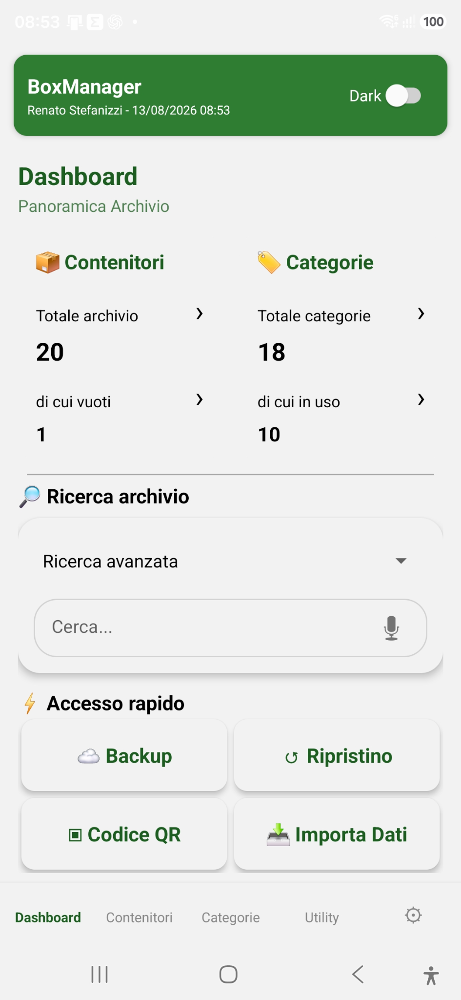 08:53
100
BoxManager
Renato Stefanizzi - 13/08/2026 08:53
Dark
Dashboard
Panoramica Archivio
Contenitori
Categorie
Totale archivio
Totale categorie
20
18
di cui vuoti
di cui in uso
1
10
Ricerca archivio
Ricerca avanzata
Cerca...
Accesso rapido
Backup
Ripristino
Codice QR
Importa Dati
Dashboard
Contenitori
Categorie
Utility